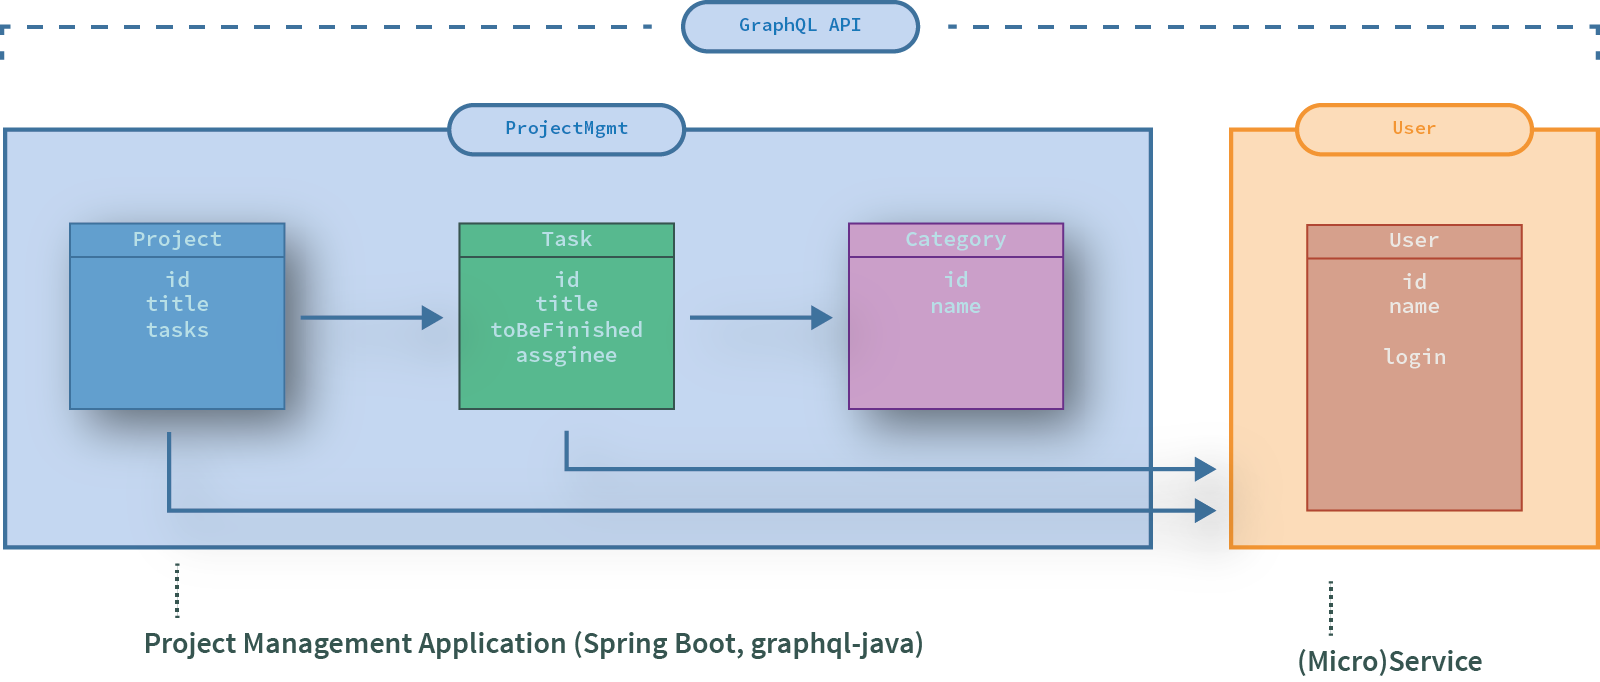 GraphQL API
ProjectMgmt
User
Project
id
title
tasks
Task
id
title
toBeFinished
assginee
Category
id
name
User
id
name
login
Project Management Application (Spring Boot, graphql-java)
(Micro)Service